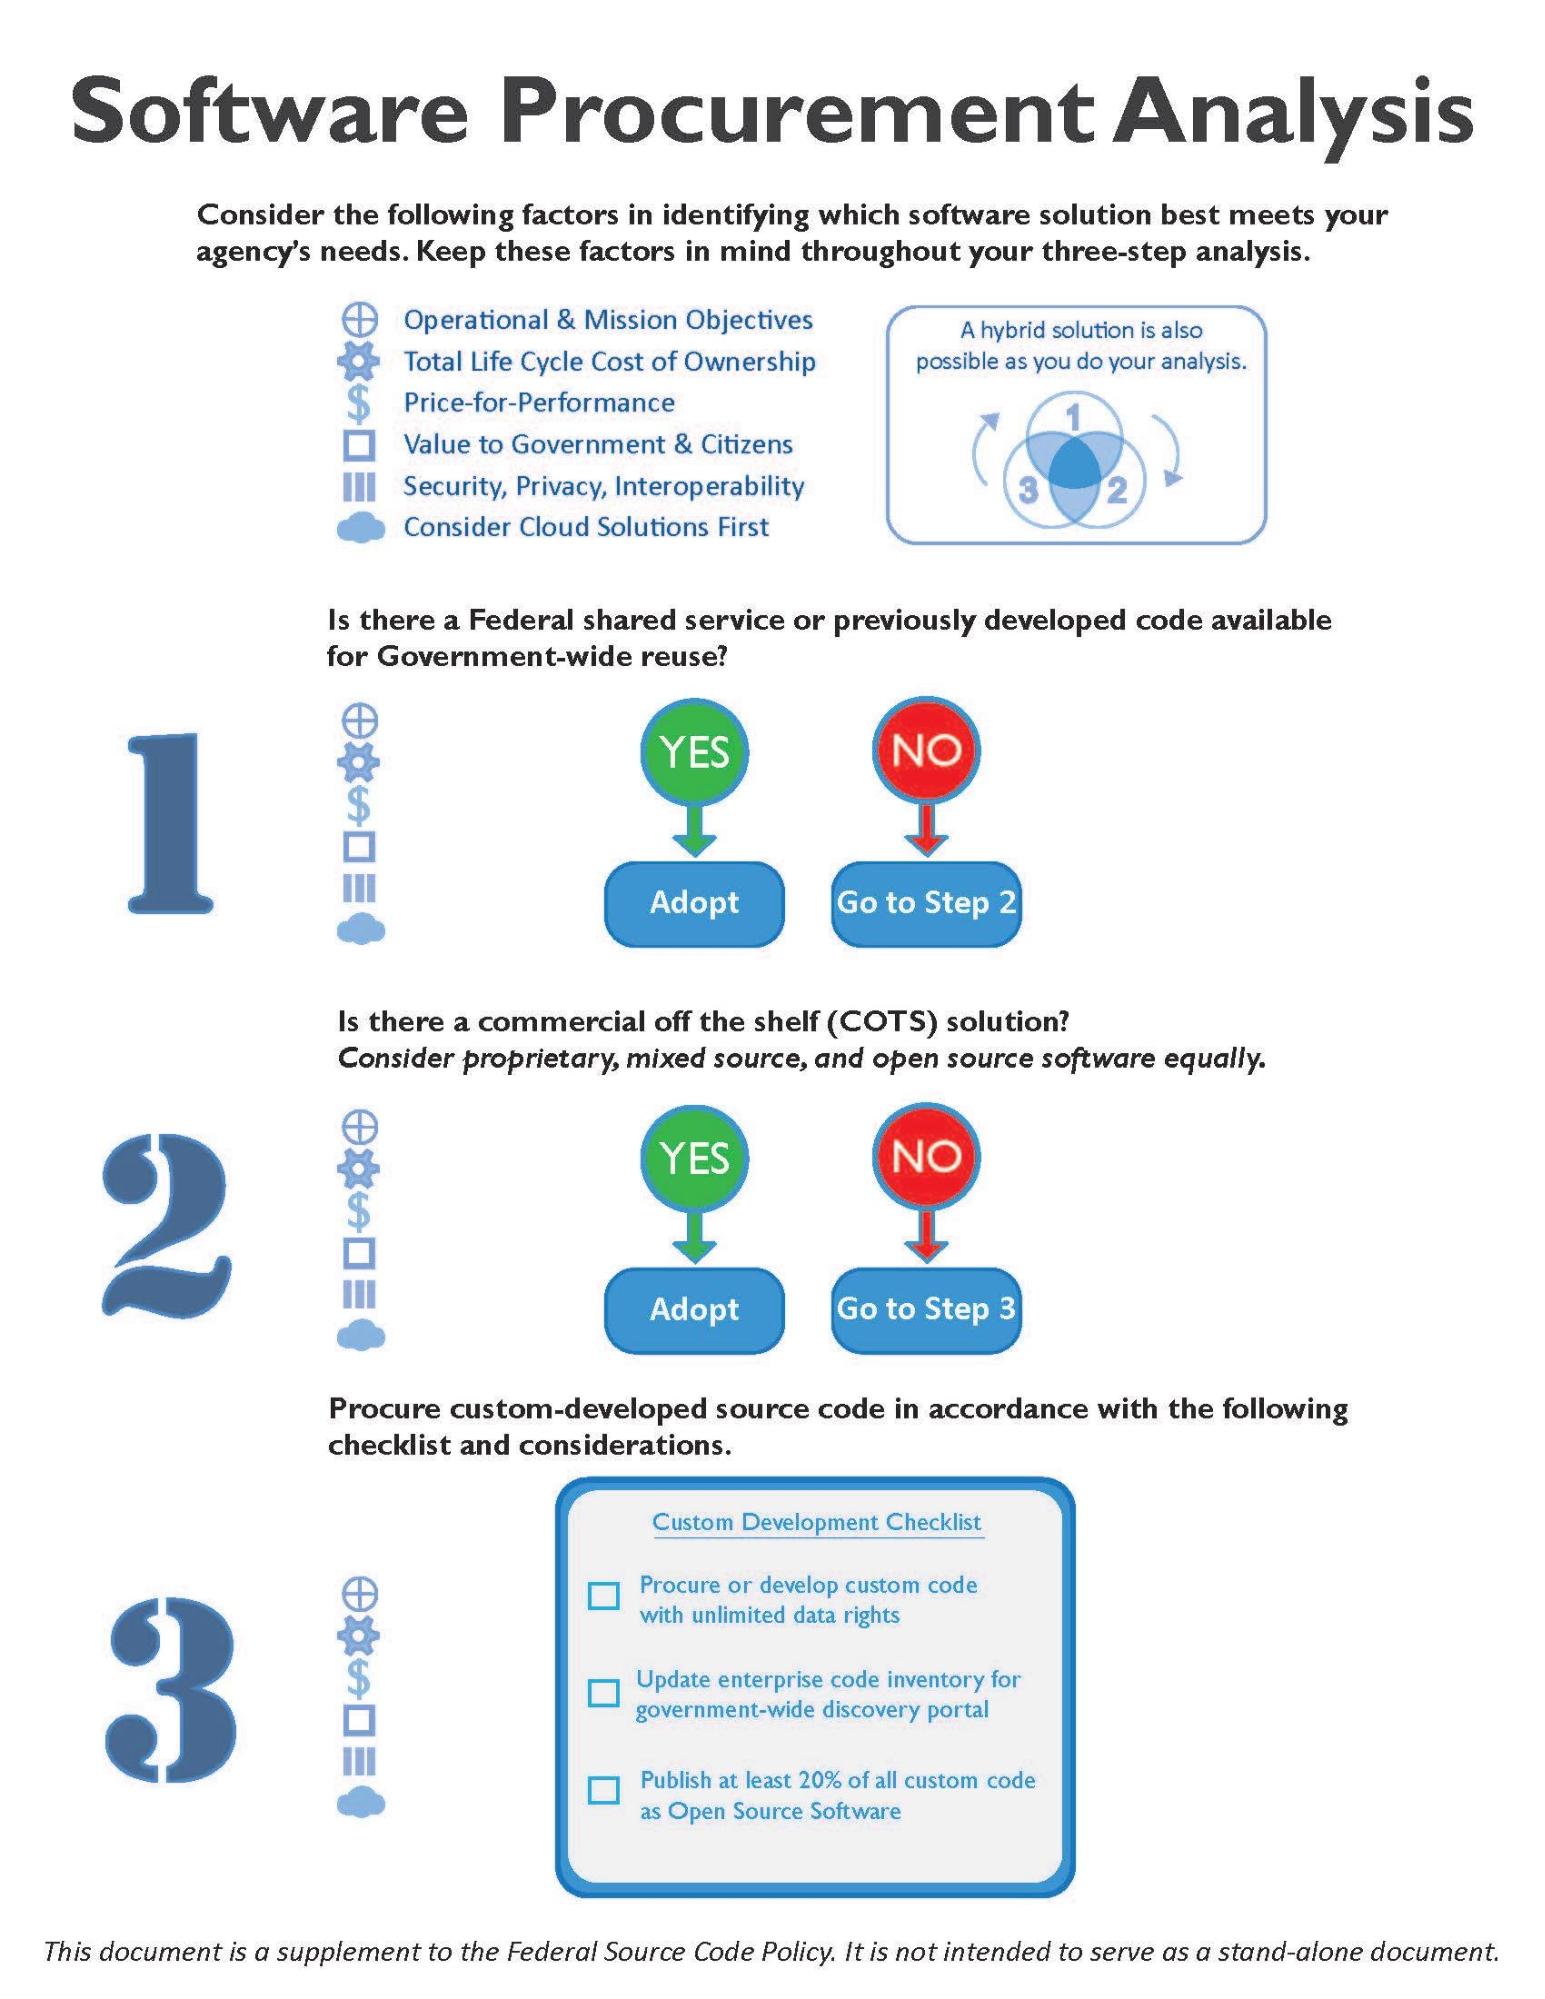 Software Procurement Analysis
Consider the following factors in identifying which software solution best meets your
agency's needs. Keep these factors in mind throughout your three-step analysis.
Operational & Mission Objectives
Total Life Cycle Cost of Ownership
Price-for-Performance
Value to Government & Citizens
Security, Privacy, Interoperability
Consider Cloud Solutions First
A hybrid solution is also
possible as you do your analysis.
1
3 2
Is there a Federal shared service or previously developed code available
for Government-wide reuse?
1
$
YES NO
Adopt Go to Step 2
Is there a commercial off the shelf (COTS) solution?
Consider proprietary, mixed source, and open source software equally.
2
$
YES NO
Adopt Go to Step 3
Procure custom-developed source code in accordance with the following
checklist and considerations.
3
$
Custom Development Checklist
Procure or develop custom code
with unlimited data rights
Update enterprise code inventory for
government-wide discovery portal
Publish at least 20% of all custom code
as Open Source Software
This document is a supplement to the Federal Source Code Policy. It is not intended to serve as a stand-alone document.